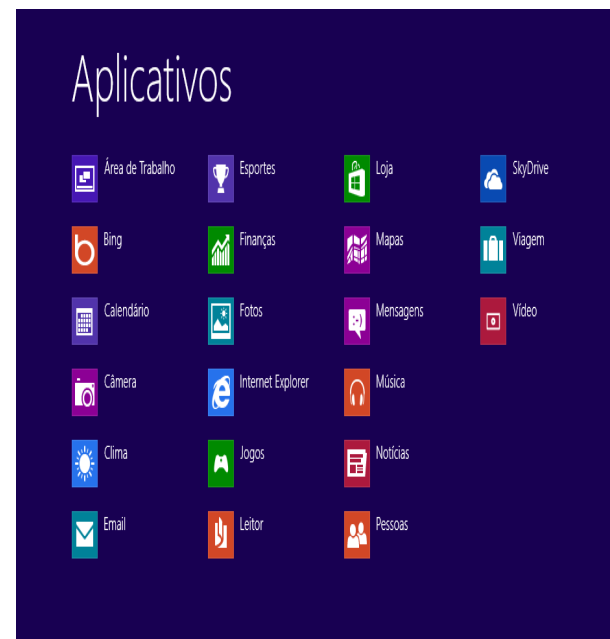 Aplicativos
Área de Trabalho
Bing
Calendário
Câmera
Clima
Email
Esportes
Finanças
Fotos
Internet Explorer
Jogos
Leitor
Loja
Mapas
Mensagens
Música
Notícias
Pessoas
SkyDrive
Viagem
Vídeo